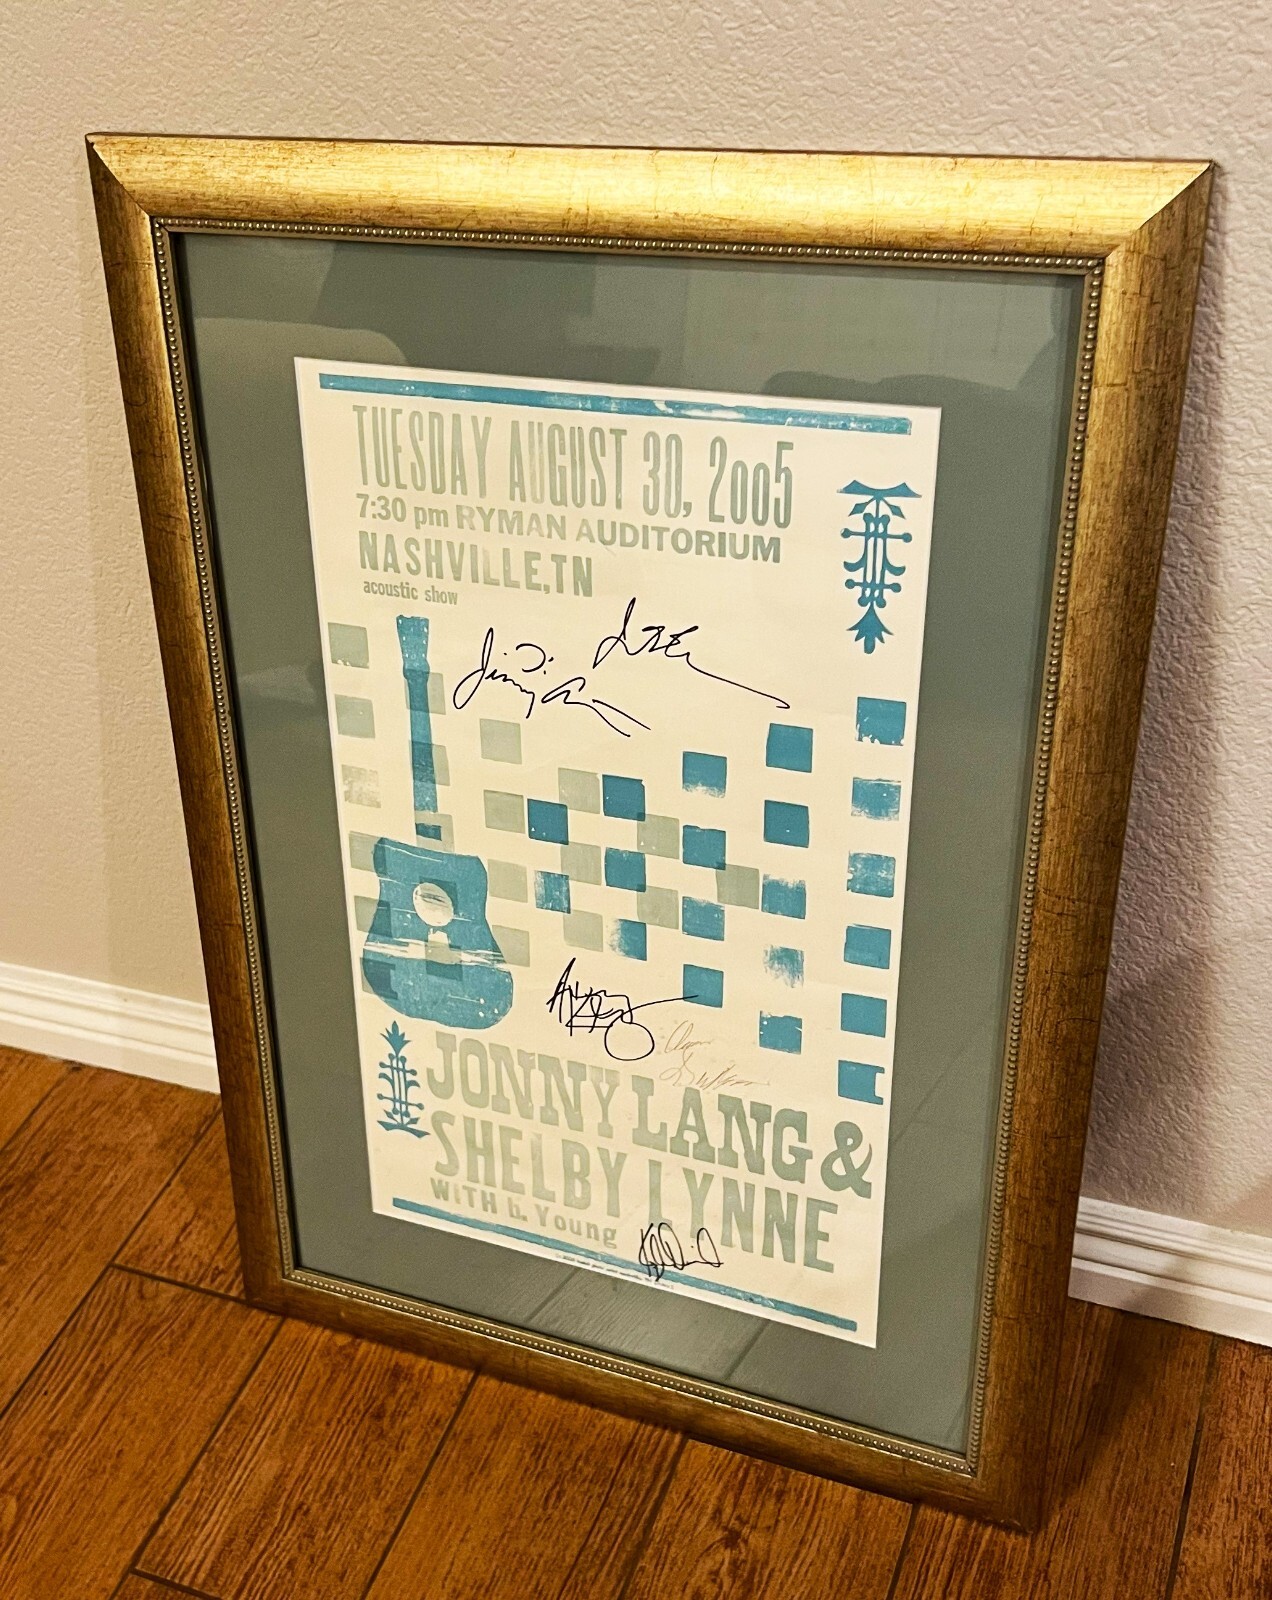 TUESDAY AUGUST 30, 2005
7:30 pm RYMAN AUDITORIUM
NASHVILLE, TN
acoustic show
JONNY LANG &
SHELBY LYNNE
WITH b. Young